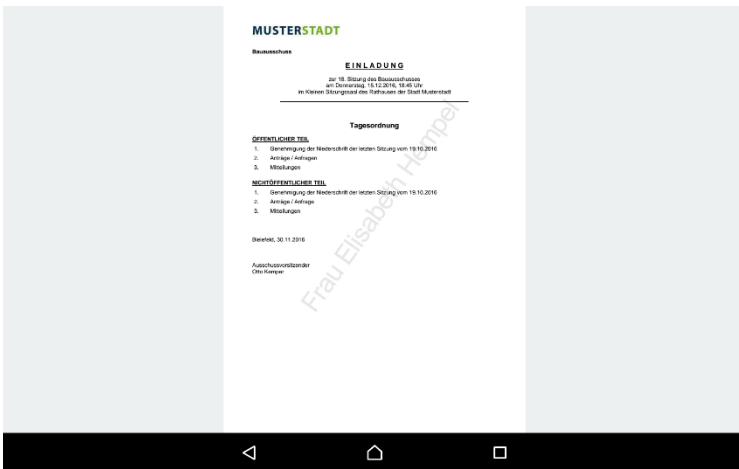 MUSTERSTADT
Bauausschuss
EINLADUNG
zur 18. Sitzung des Bauausschusses
am Donnerstag, 15.12.2016, 18:45 Uhr
im Kleinen Sitzungssaal des Rathauses der Stadt Musterstadt
Tagesordnung
ÖFFENTLICHER TEIL
1. Genehmigung der Niederschrift der letzten Sitzung vom 19.10.2016
2. Anträge / Anfragen
3. Mitteilungen
NICHTÖFFENTLICHER TEIL
1. Genehmigung der Niederschrift der letzten Sitzung vom 19.10.2016
2. Anträge / Anfrage
3. Mitteilungen
Bielefeld, 30.11.2016
Ausschussvorsitzender
Otto Kemper
Frau Elisabeth Hempel